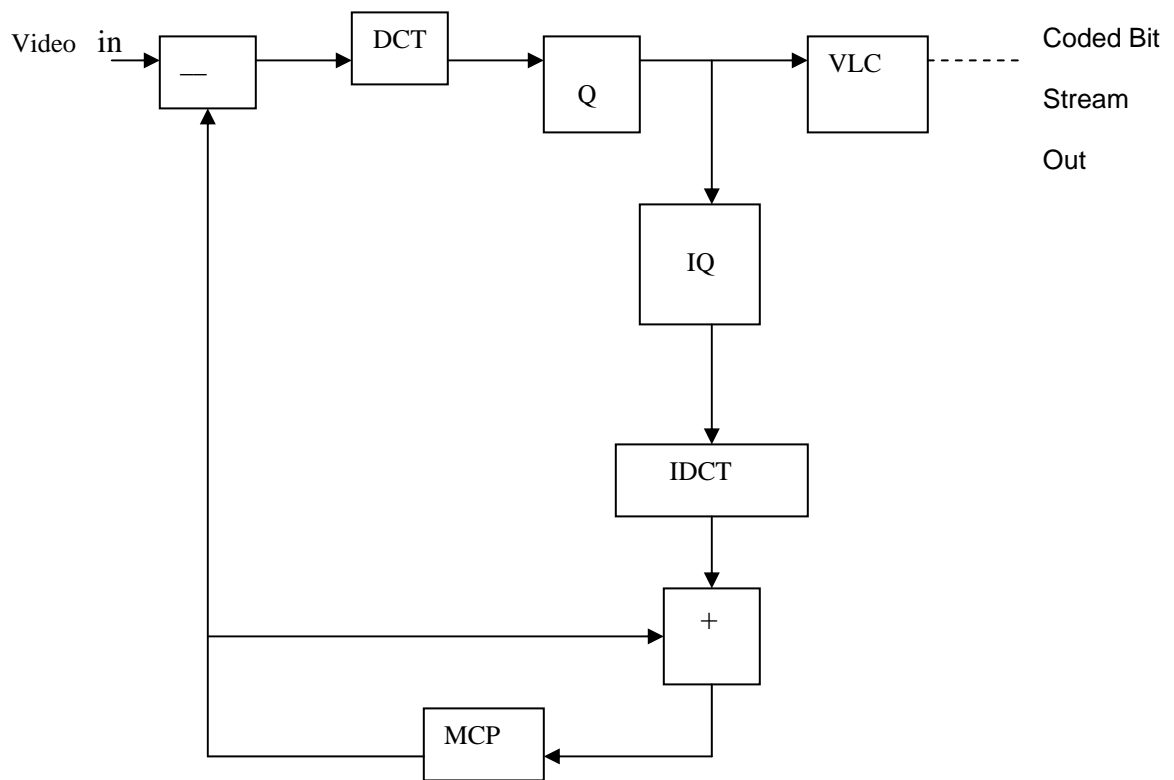 Video in
—
DCT
Q
VLC
Coded Bit
Stream
Out
IQ
IDCT
+
MCP